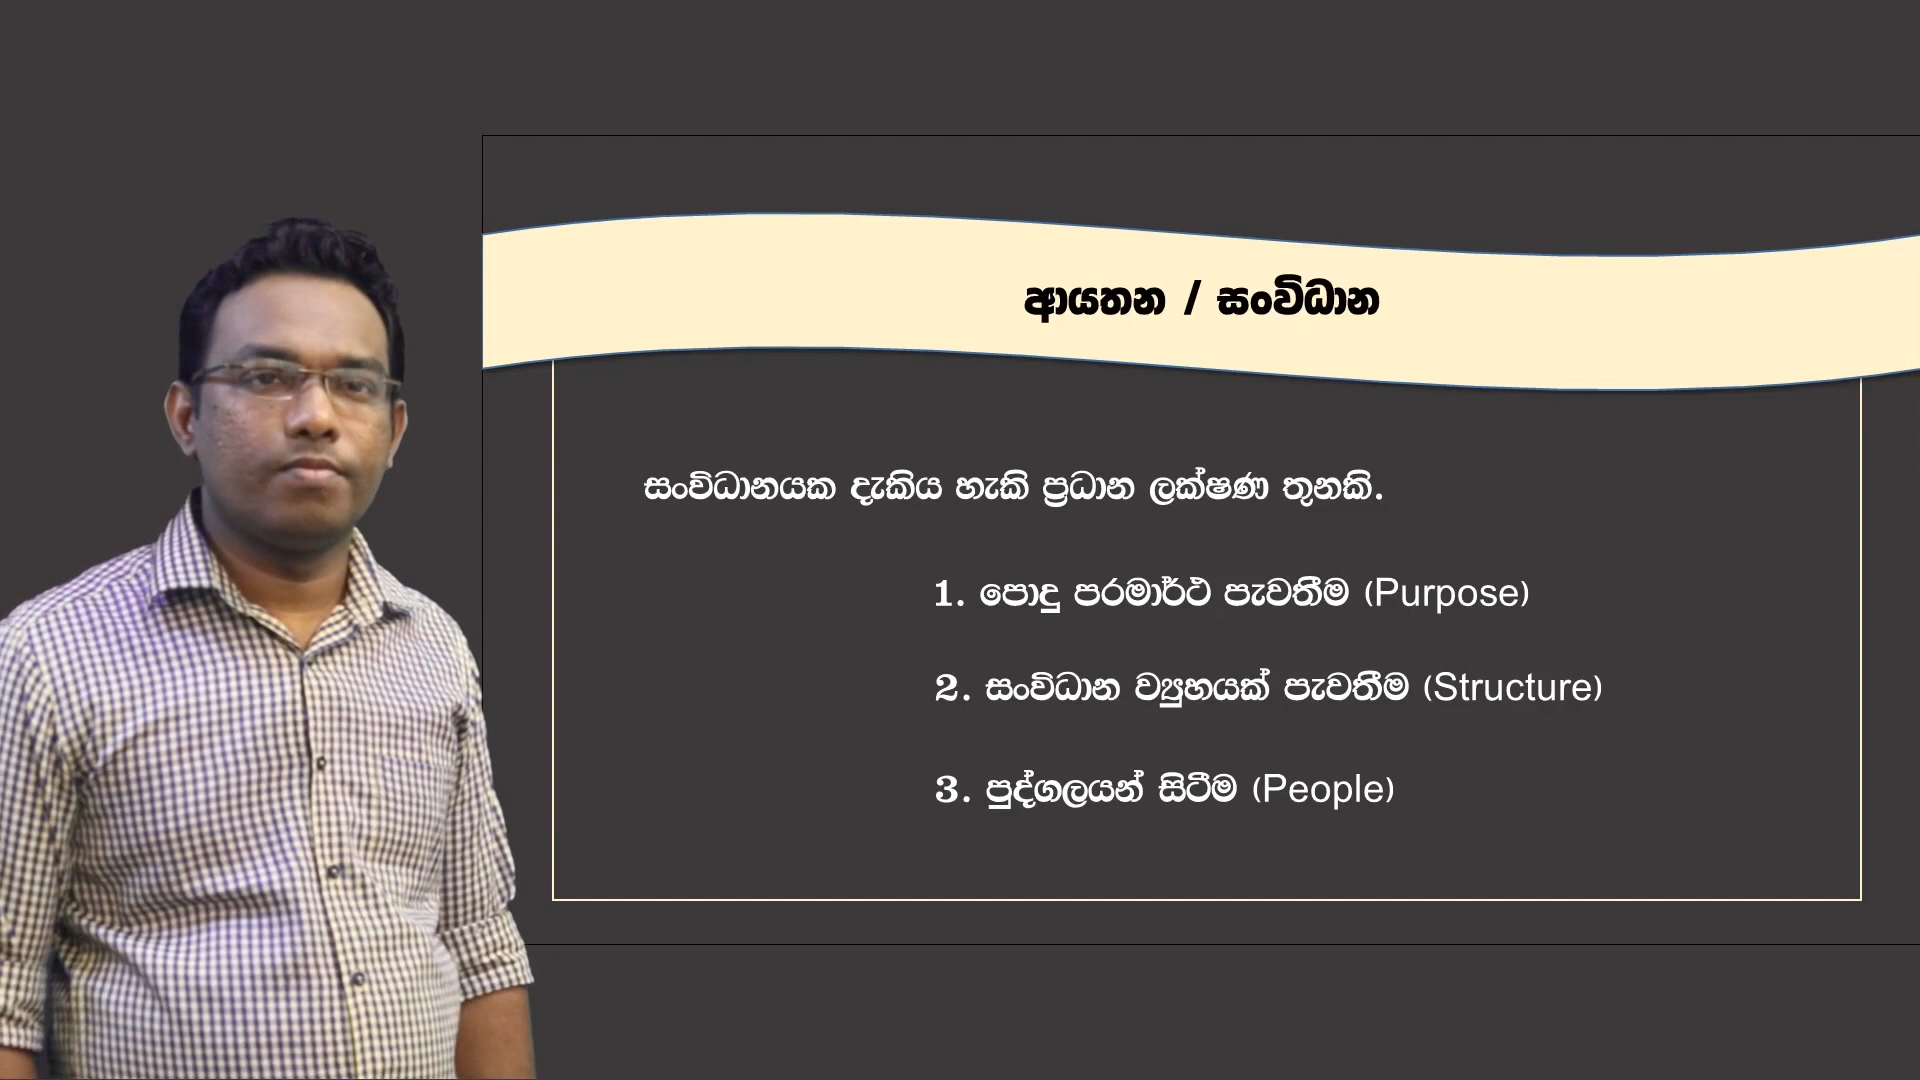 ආයතන / සංවිධාන
සංවිධානයක දැකිය හැකි ප්‍රධාන ලක්ෂණ තුනකි.
1. පොදු පරමාර්ථ පැවතීම (Purpose)
2. සංවිධාන ව්‍යුහයක් පැවතීම (Structure)
3. පුද්ගලයන් සිටීම (People)